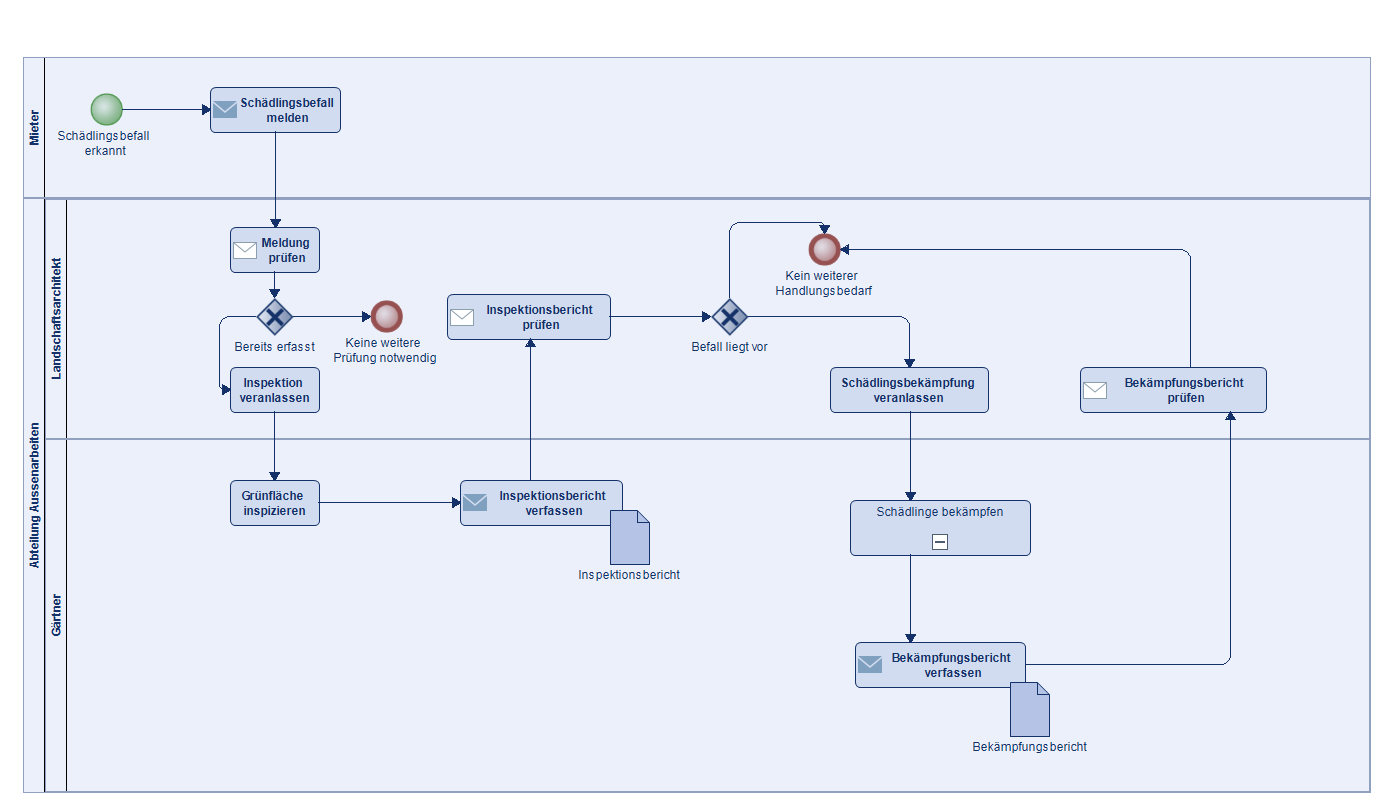 Mieter
Schädlingsbefall
erkannt
Schädlingsbefall
melden
Abteilung Aussenarbeiten
Landschaftsarchitekt
Meldung
prüfen
Bereits erfasst
Keine weitere
Prüfung notwendig
Inspektion
veranlassen
Inspektionsbericht
prüfen
Befall liegt vor
Kein weiterer
Handlungsbedarf
Schädlingsbekämpfung
veranlassen
Bekämpfungsbericht
prüfen
Gärtner
Grünfläche
inspizieren
Inspektionsbericht
verfassen
Inspektionsbericht
Schädlinge bekämpfen
Bekämpfungsbericht
verfassen
Bekämpfungsbericht